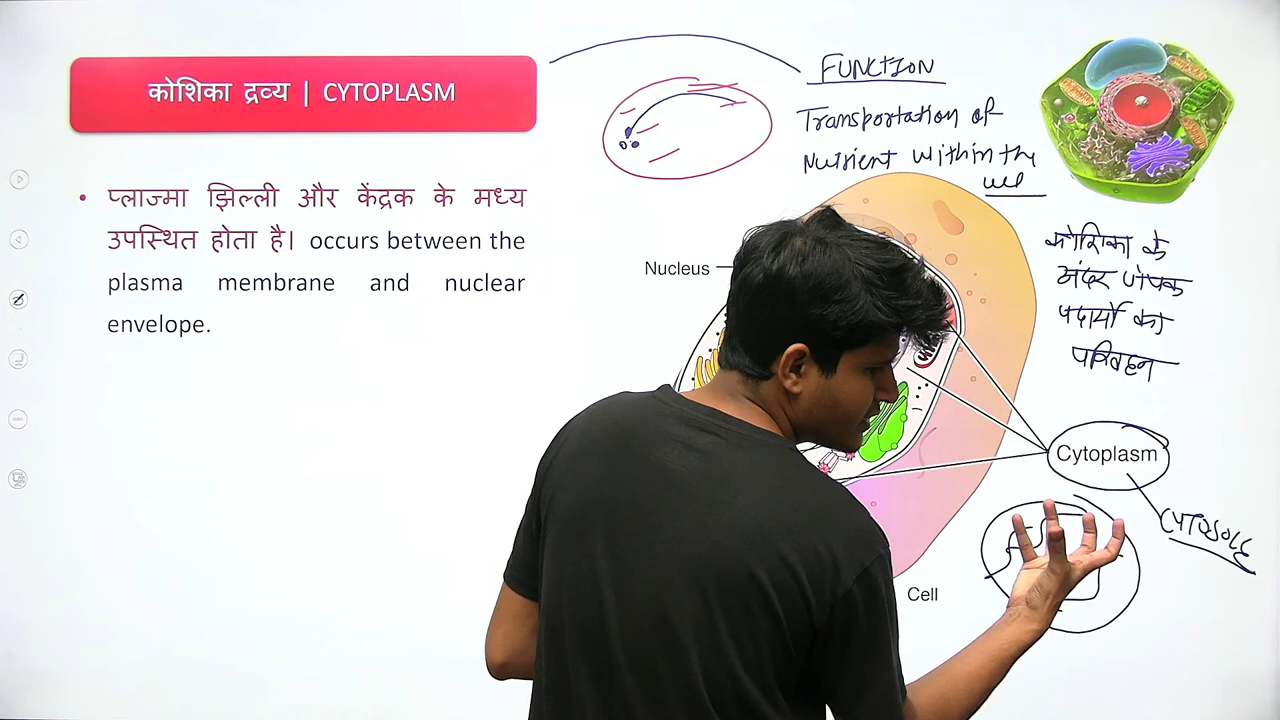 कोशिका द्रव्य | CYTOPLASM
• प्लाज्मा झिल्ली और केंद्रक के मध्य
उपस्थित होता है। occurs between the
plasma membrane and nuclear
envelope.
FUNCTION
Transportation of
Nutrient within the
cell
Nucleus
कोशिका के
अंदर पोषक
पदार्थों का
परिवहन
Cytoplasm
Cell